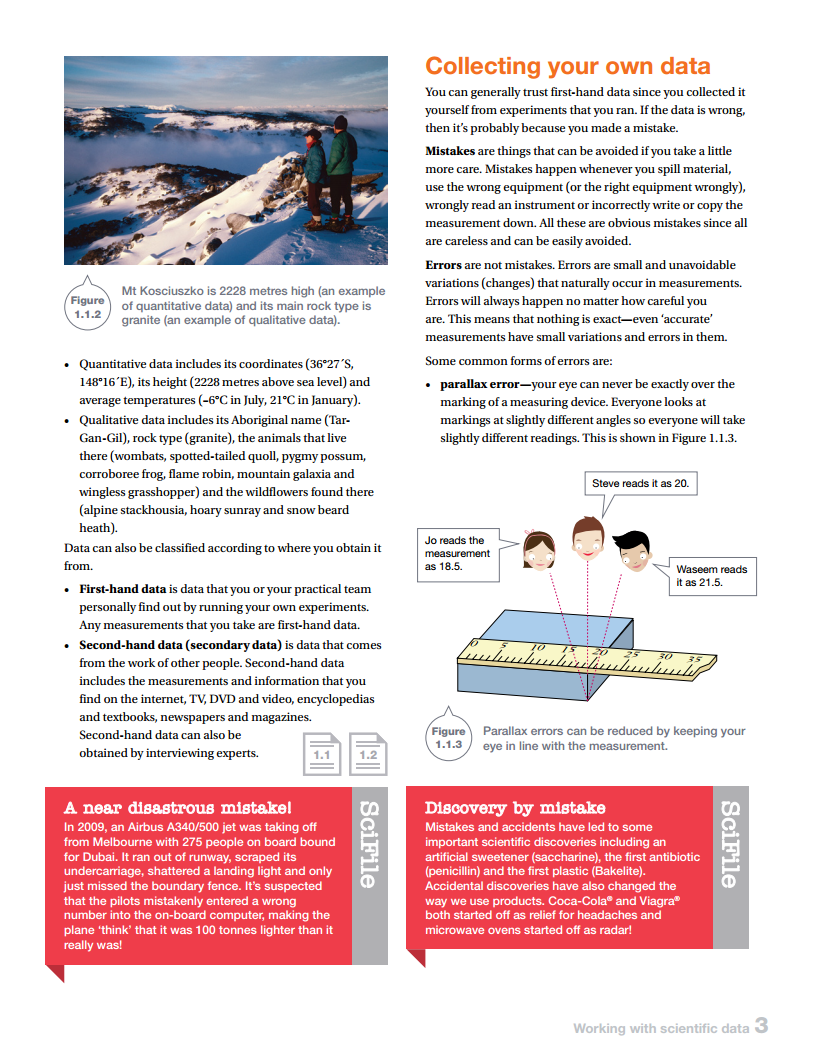 Figure
1.1.2
Mt Kosciuszko is 2228 metres high (an example
of quantitative data) and its main rock type is
granite (an example of qualitative data).
• Quantitative data includes its coordinates (36°27´S,
148°16´E), its height (2228 metres above sea level) and
average temperatures (–6°C in July, 21°C in January).
• Qualitative data includes its Aboriginal name (Tar-
Gan-Gil), rock type (granite), the animals that live
there (wombats, spotted-tailed quoll, pygmy possum,
corroboree frog, flame robin, mountain galaxia and
wingless grasshopper) and the wildflowers found there
(alpine stackhousia, hoary sunray and snow beard
heath).
Data can also be classified according to where you obtain it
from.
• First-hand data is data that you or your practical team
personally find out by running your own experiments.
Any measurements that you take are first-hand data.
• Second-hand data (secondary data) is data that comes
from the work of other people. Second-hand data
includes the measurements and information that you
find on the internet, TV, DVD and video, encyclopedias
and textbooks, newspapers and magazines.
Second-hand data can also be
obtained by interviewing experts.
1.1
1.2
A near disastrous mistake!
In 2009, an Airbus A340/500 jet was taking off
from Melbourne with 275 people on board bound
for Dubai. It ran out of runway, scraped its
undercarriage, shattered a landing light and only
just missed the boundary fence. It's suspected
that the pilots mistakenly entered a wrong
number into the on-board computer, making the
plane 'think' that it was 100 tonnes lighter than it
really was!
SciFile
Collecting your own data
You can generally trust first-hand data since you collected it
yourself from experiments that you ran. If the data is wrong,
then it's probably because you made a mistake.
Mistakes are things that can be avoided if you take a little
more care. Mistakes happen whenever you spill material,
use the wrong equipment (or the right equipment wrongly),
wrongly read an instrument or incorrectly write or copy the
measurement down. All these are obvious mistakes since all
are careless and can be easily avoided.
Errors are not mistakes. Errors are small and unavoidable
variations (changes) that naturally occur in measurements.
Errors will always happen no matter how careful you
are. This means that nothing is exact—even 'accurate'
measurements have small variations and errors in them.
Some common forms of errors are:
• parallax error—your eye can never be exactly over the
marking of a measuring device. Everyone looks at
markings at slightly different angles so everyone will take
slightly different readings. This is shown in Figure 1.1.3.
Steve reads it as 20.
Jo reads the
measurement
as 18.5.
Waseem reads
it as 21.5.
0 5 10 15 20 25 30 35
Figure
1.1.3
Parallax errors can be reduced by keeping your
eye in line with the measurement.
Discovery by mistake
Mistakes and accidents have led to some
important scientific discoveries including an
artificial sweetener (saccharine), the first antibiotic
(penicillin) and the first plastic (Bakelite).
Accidental discoveries have also changed the
way we use products. Coca-Cola® and Viagra®
both started off as relief for headaches and
microwave ovens started off as radar!
SciFile
Working with scientific data 3